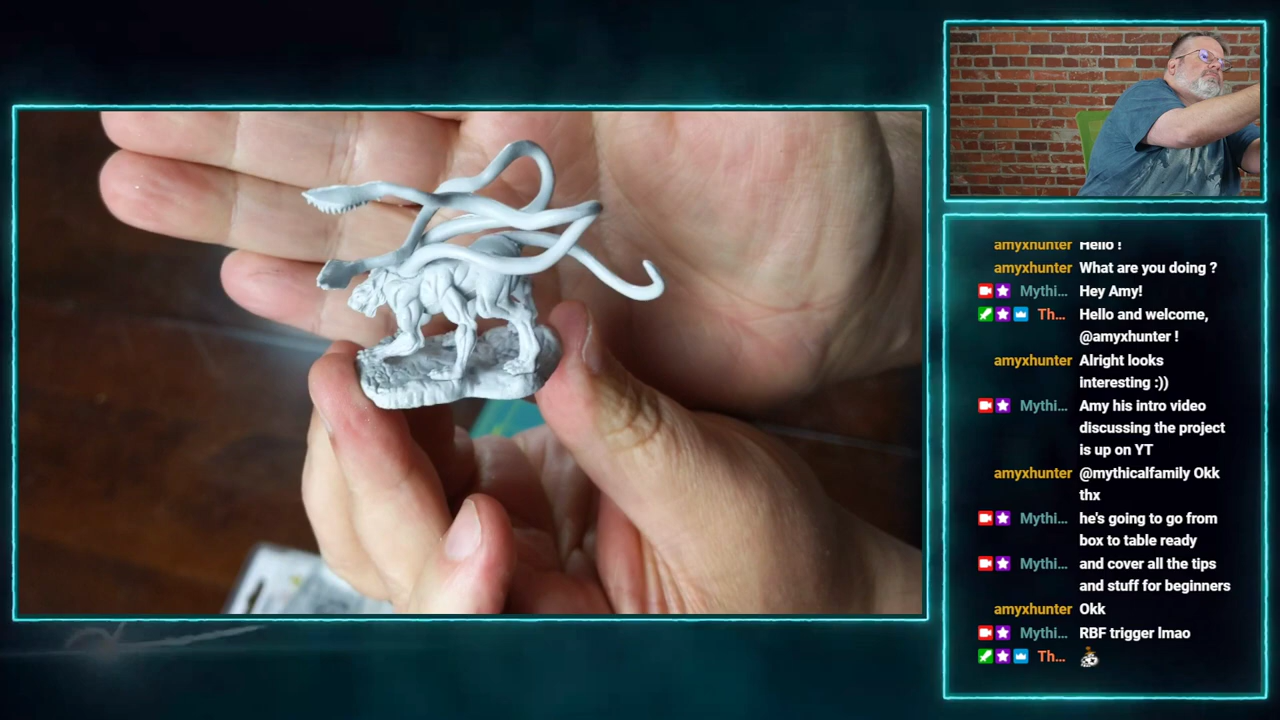 amyxhunter Hello !
amyxhunter What are you doing ?
Mythi... Hey Amy!
Th... Hello and welcome,
@amyxhunter !
amyxhunter Alright looks
interesting :))
Mythi... Amy his intro video
discussing the project
is up on YT
amyxhunter @mythicalfamily Okk
thx
Mythi... he's going to go from
box to table ready
Mythi... and cover all the tips
and stuff for beginners
amyxhunter Okk
Mythi... RBF trigger lmao
Th...